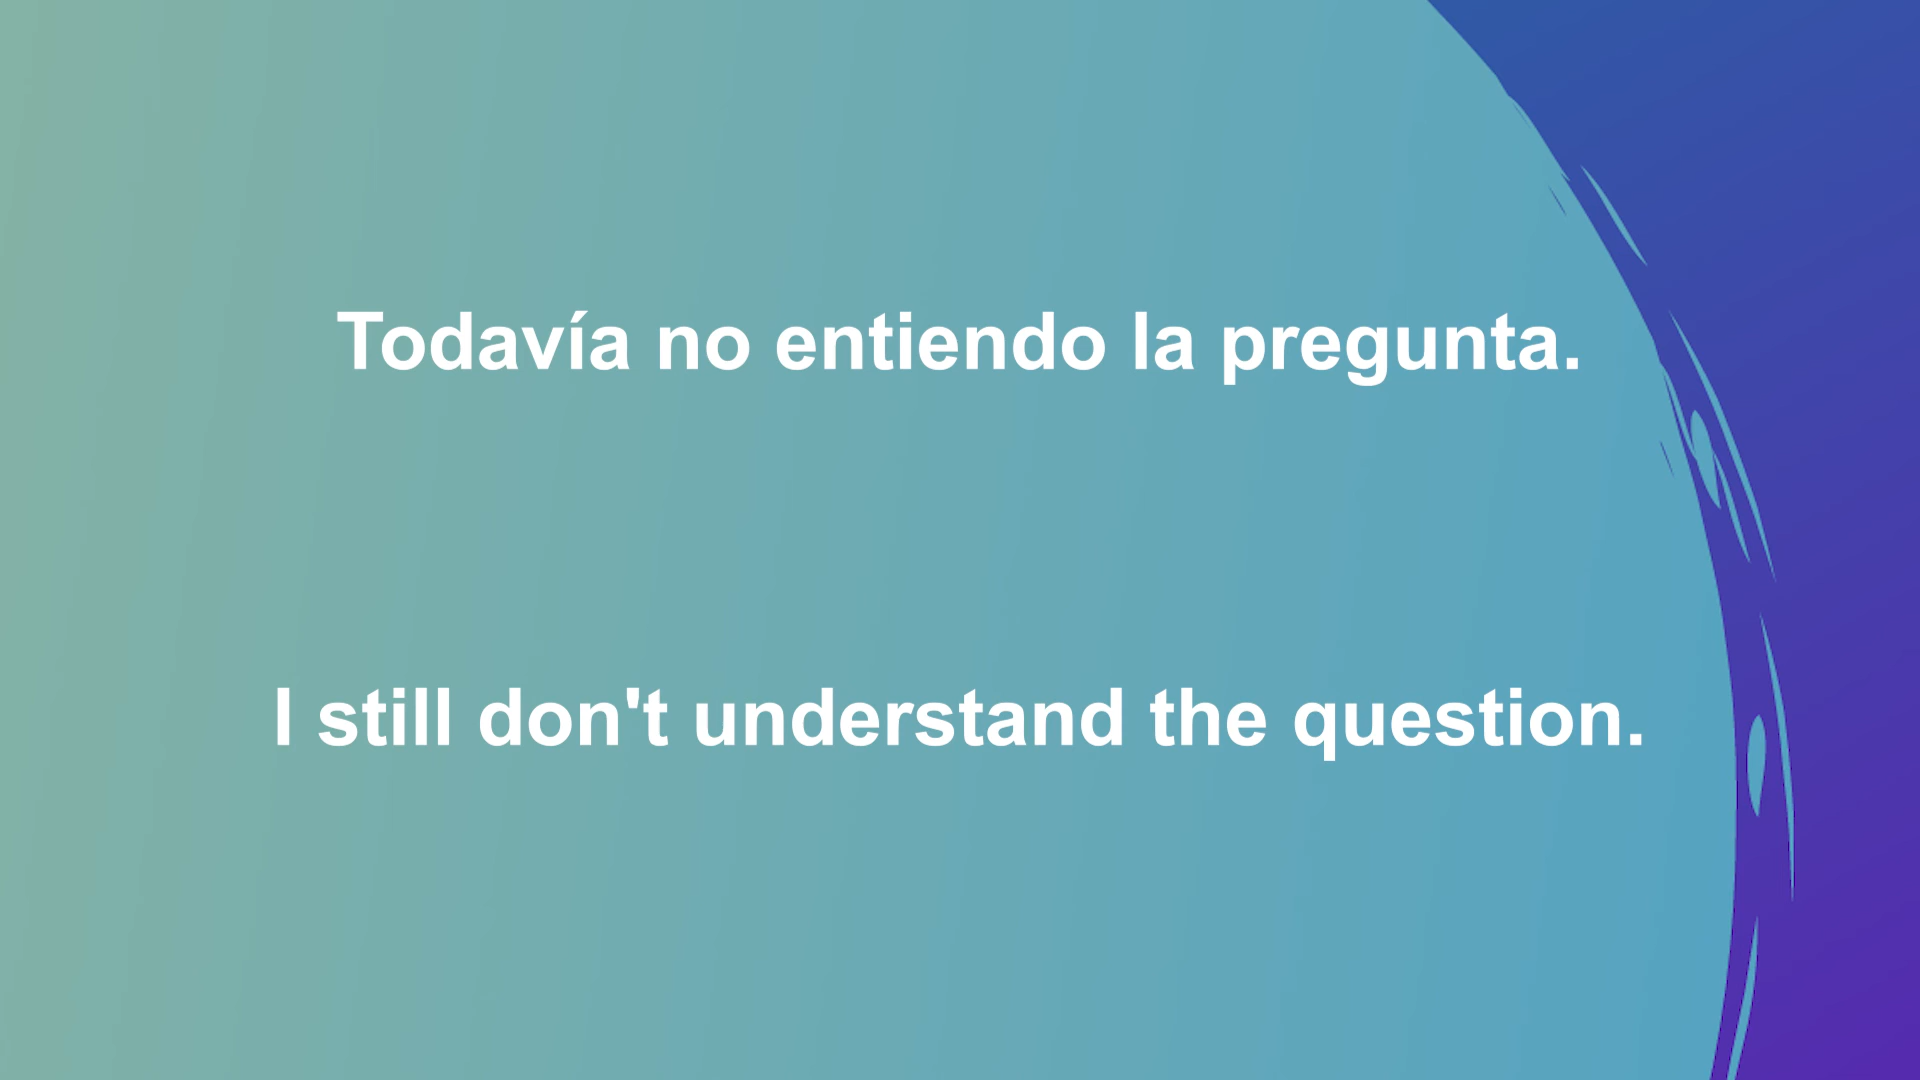 Todavía no entiendo la pregunta.
I still don't understand the question.